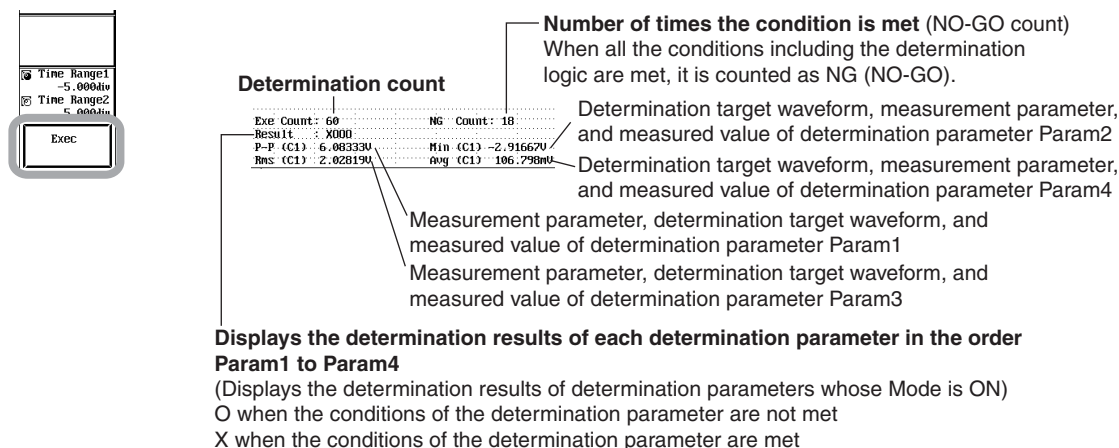 Time Range1
-5.000div
Time Range2
5.000div
Exec
Number of times the condition is met (NO-GO count)
When all the conditions including the determination
logic are met, it is counted as NG (NO-GO).
Determination count
Exe Count: 60 NG Count: 18
Result : XOOO
P-P (C1) 6.08333V Min (C1) -2.91667V
Rms (C1) 2.02819V Avg (C1) 106.798mV
Determination target waveform, measurement parameter,
and measured value of determination parameter Param2
Determination target waveform, measurement parameter,
and measured value of determination parameter Param4
Measurement parameter, determination target waveform, and
measured value of determination parameter Param1
Measurement parameter, determination target waveform, and
measured value of determination parameter Param3
Displays the determination results of each determination parameter in the order
Param1 to Param4
(Displays the determination results of determination parameters whose Mode is ON)
O when the conditions of the determination parameter are not met
X when the conditions of the determination parameter are met